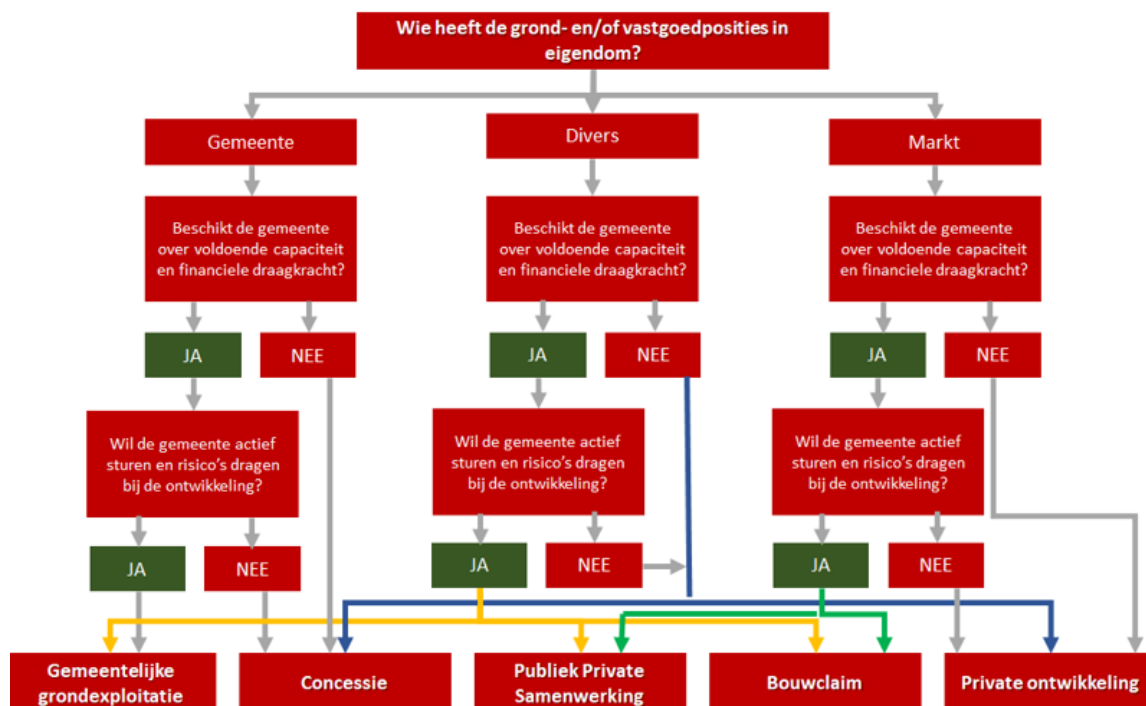 Wie heeft de grond- en/of vastgoedposities in
eigendom?
Gemeente
Divers
Markt
Beschikt de gemeente
over voldoende capaciteit
en financiele draagkracht?
Beschikt de gemeente
over voldoende capaciteit
en financiele draagkracht?
Beschikt de gemeente
over voldoende capaciteit
en financiele draagkracht?
JA
NEE
JA
NEE
JA
NEE
Wil de gemeente actief
sturen en risico's dragen
bij de ontwikkeling?
Wil de gemeente actief
sturen en risico's dragen
bij de ontwikkeling?
Wil de gemeente actief
sturen en risico's dragen
bij de ontwikkeling?
JA
NEE
JA
NEE
JA
NEE
Gemeentelijke
grondexploitatie
Concessie
Publiek Private
Samenwerking
Bouwclaim
Private ontwikkeling